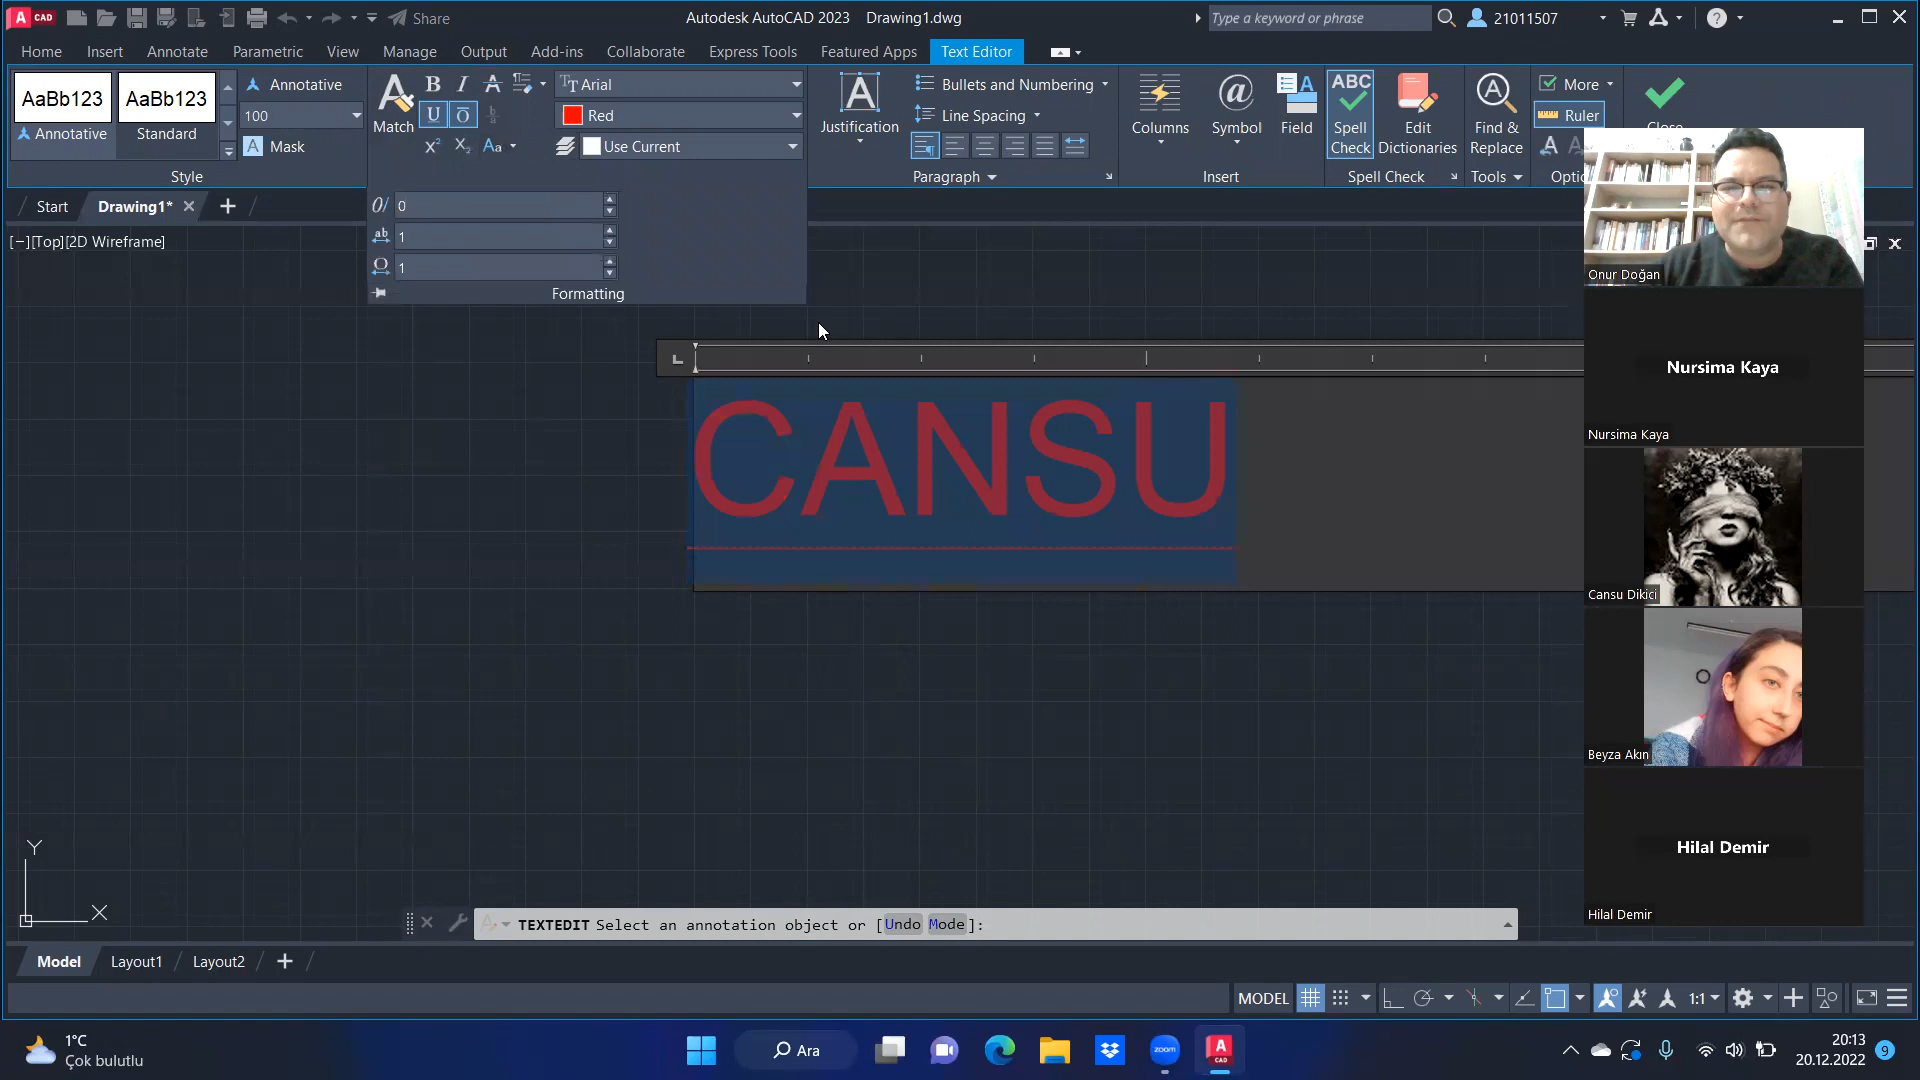 CAD
Share
Autodesk AutoCAD 2023 Drawing1.dwg
Type a keyword or phrase
21011507
Home Insert Annotate Parametric View Manage Output Add-ins Collaborate Express Tools Featured Apps Text Editor
AaBb123 AaBb123
Annotative Standard
Annotative
100
Mask
Style
Match
Arial
Red
Use Current
0
1
1
Formatting
Justification
Bullets and Numbering
Line Spacing
Paragraph
Columns
Symbol
Field
Insert
ABC
Spell
Check
Edit
Dictionaries
Spell Check
Find &
Replace
Tools
More
Ruler
Start Drawing1*
[−][Top][2D Wireframe]
CANSU
Onur Doğan
Nursima Kaya
Nursima Kaya
Cansu Dikici
Beyza Akın
Hilal Demir
Hilal Demir
Y
X
TEXTEDIT Select an annotation object or [Undo Mode]:
Model Layout1 Layout2
MODEL
1:1
1°C
Çok bulutlu
Ara
zoom
20:13
20.12.2022
9